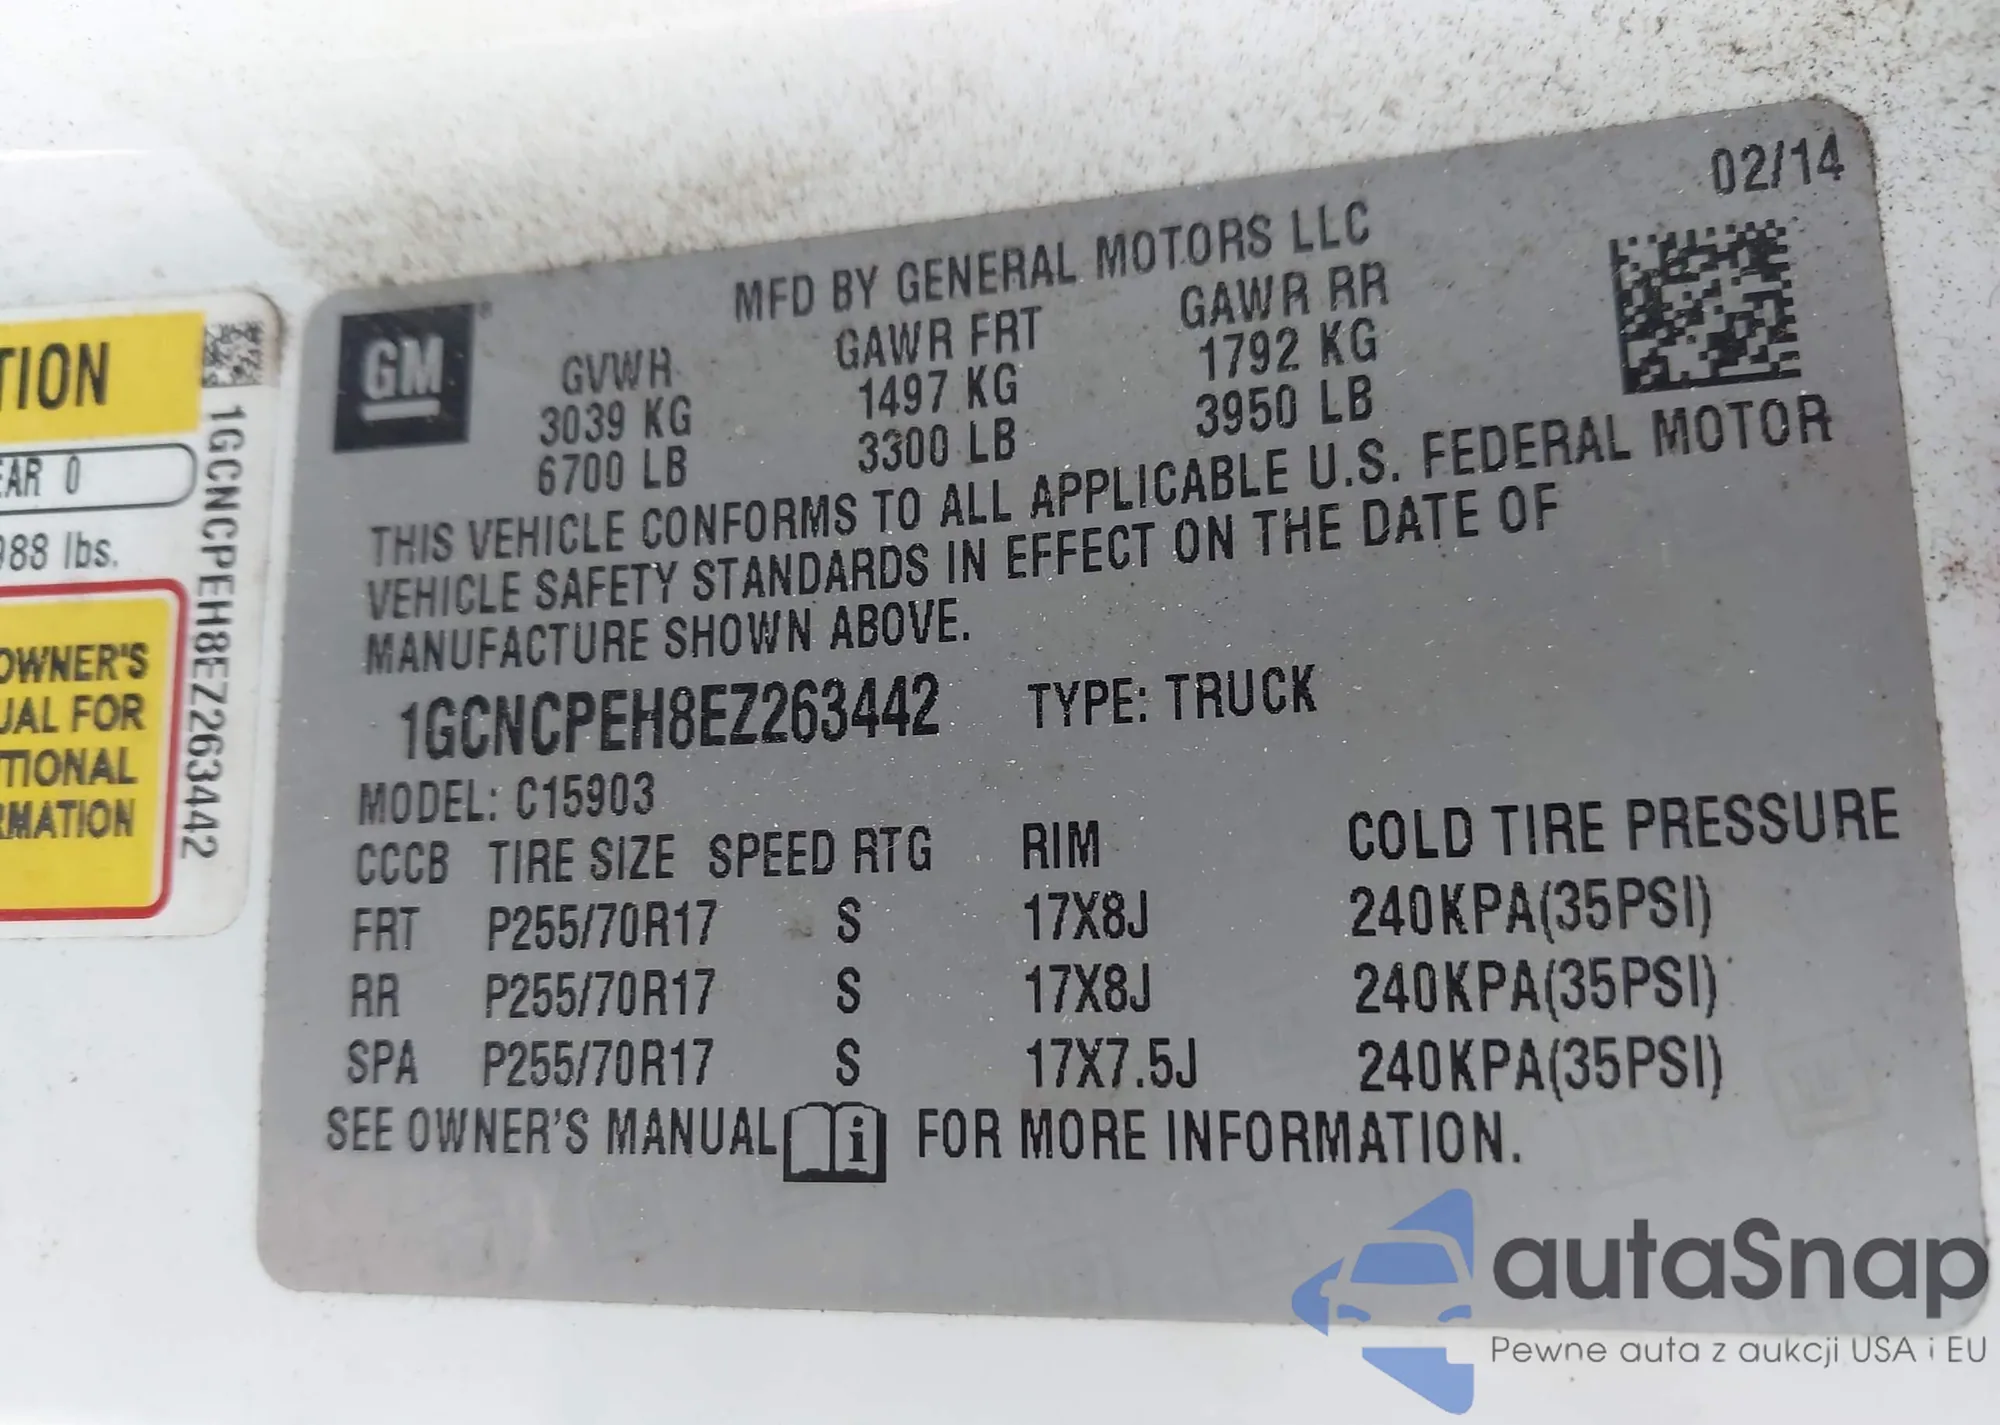 TION
EAR 0
988 lbs.
OWNER'S
UAL FOR
TIONAL
RMATION
1GCNCPEH8EZ263442
02/14
GM
MFD BY GENERAL MOTORS LLC
GVWR GAWR FRT GAWR RR
3039 KG 1497 KG 1792 KG
6700 LB 3300 LB 3950 LB
THIS VEHICLE CONFORMS TO ALL APPLICABLE U.S. FEDERAL MOTOR
VEHICLE SAFETY STANDARDS IN EFFECT ON THE DATE OF
MANUFACTURE SHOWN ABOVE.
1GCNCPEH8EZ263442 TYPE: TRUCK
MODEL: C15903
CCCB TIRE SIZE SPEED RTG RIM COLD TIRE PRESSURE
FRT P255/70R17 S 17X8J 240KPA(35PSI)
RR P255/70R17 S 17X8J 240KPA(35PSI)
SPA P255/70R17 S 17X7.5J 240KPA(35PSI)
SEE OWNER'S MANUAL i FOR MORE INFORMATION.
autaSnap
Pewne auta z aukcji USA i EU